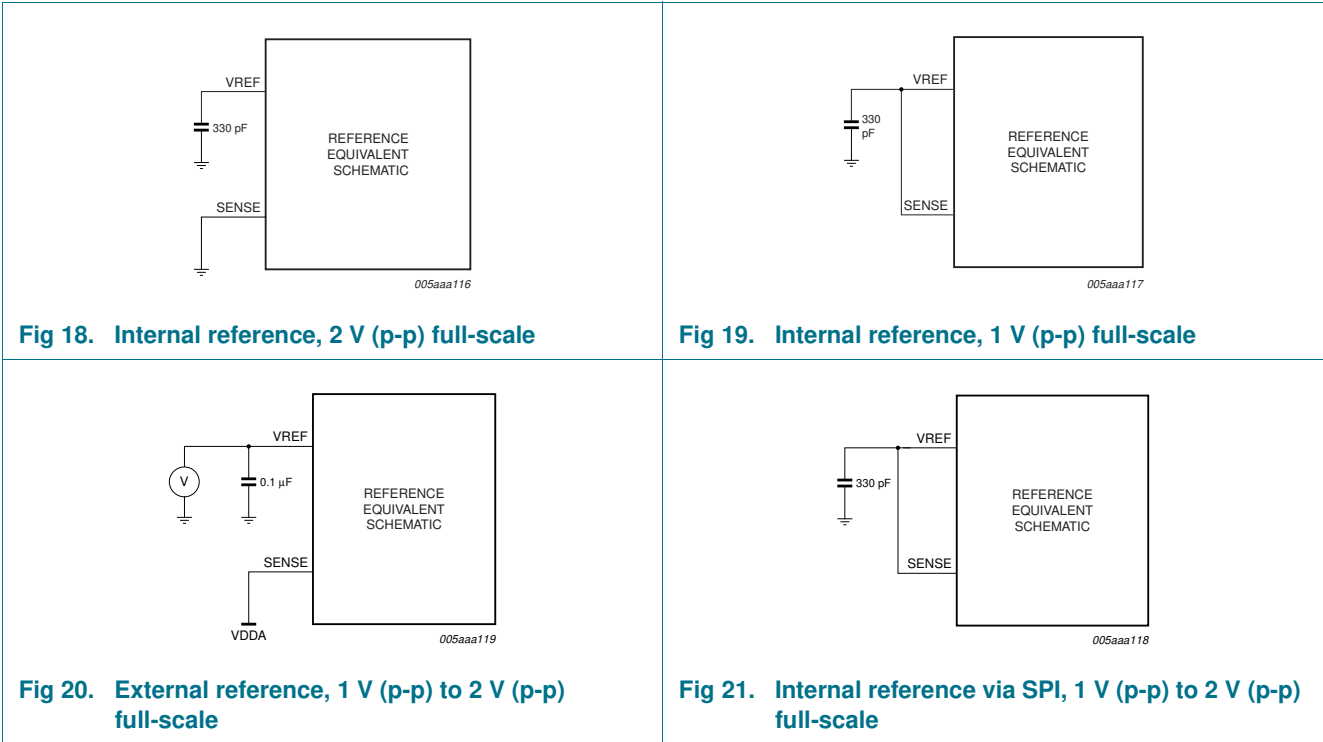 VREF
330 pF
REFERENCE
EQUIVALENT
SCHEMATIC
SENSE
005aaa116
Fig 18. Internal reference, 2 V (p-p) full-scale
VREF
330
pF
REFERENCE
EQUIVALENT
SCHEMATIC
SENSE
005aaa117
Fig 19. Internal reference, 1 V (p-p) full-scale
VREF
V
0.1 μF
REFERENCE
EQUIVALENT
SCHEMATIC
SENSE
VDDA
005aaa119
Fig 20. External reference, 1 V (p-p) to 2 V (p-p)
full-scale
VREF
330 pF
REFERENCE
EQUIVALENT
SCHEMATIC
SENSE
005aaa118
Fig 21. Internal reference via SPI, 1 V (p-p) to 2 V (p-p)
full-scale